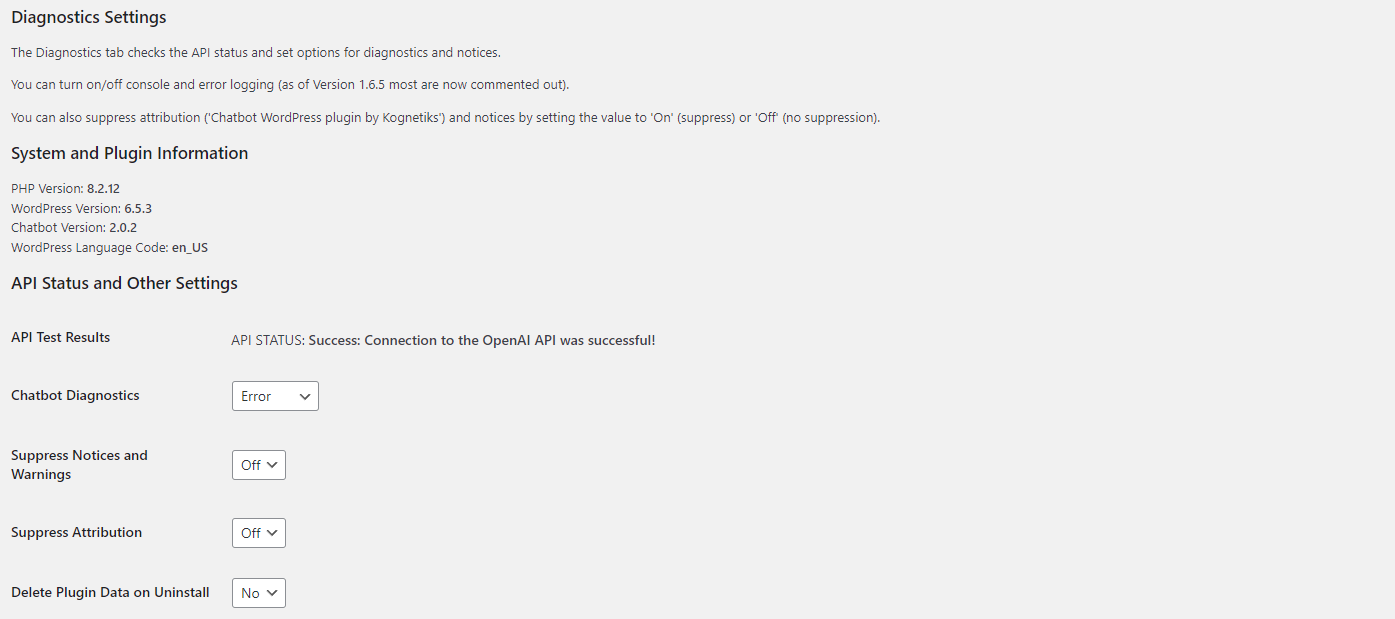 Diagnostics Settings
The Diagnostics tab checks the API status and set options for diagnostics and notices.
You can turn on/off console and error logging (as of Version 1.6.5 most are now commented out).
You can also suppress attribution ('Chatbot WordPress plugin by Kognetiks') and notices by setting the value to 'On' (suppress) or 'Off' (no suppression).
System and Plugin Information
PHP Version: 8.2.12
WordPress Version: 6.5.3
Chatbot Version: 2.0.2
WordPress Language Code: en_US
API Status and Other Settings
API Test Results
API STATUS: Success: Connection to the OpenAI API was successful!
Chatbot Diagnostics
Error
Suppress Notices and
Warnings
Off
Suppress Attribution
Off
Delete Plugin Data on Uninstall
No